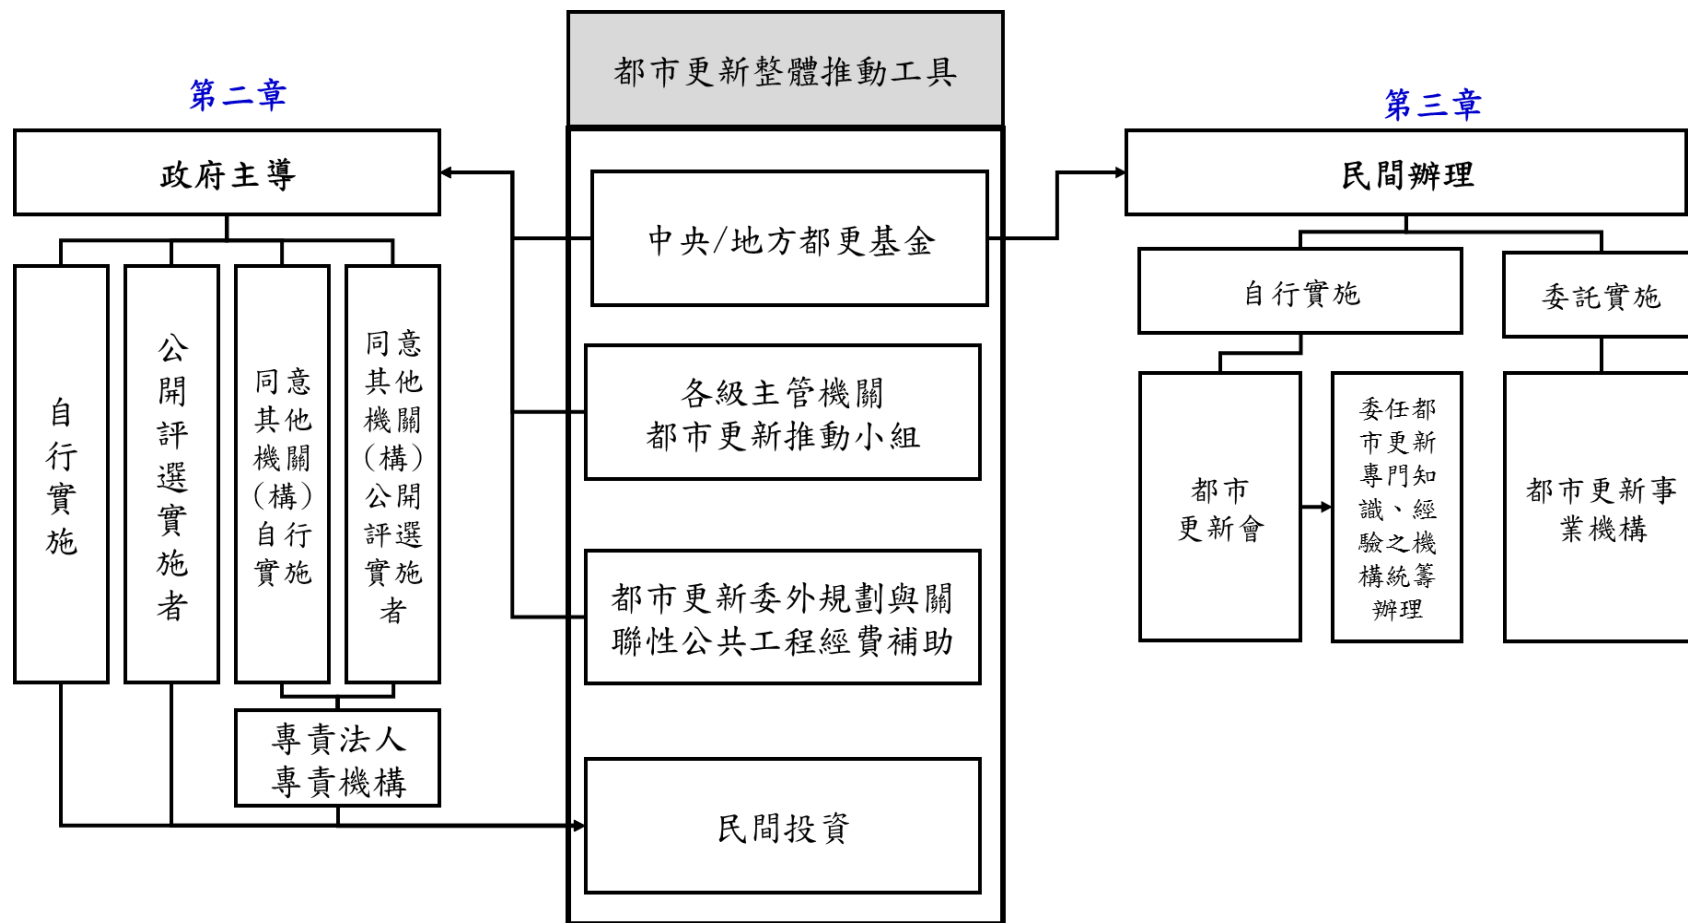 都市更新整體推動工具
第二章
政府主導
自行實施
公開評選實施者
同意
其他
機關
(構)
自行
實施
同意
其他
機關
(構)
公開
評選
實施
者
專責法人
專責機構
中央/地方都更基金
各級主管機關
都市更新推動小組
都市更新委外規劃與關
聯性公共工程經費補助
民間投資
第三章
民間辦理
自行實施
委託實施
都市
更新會
委任都
市更新
專門知
識、經
驗之機
構統籌
辦理
都市更新事
業機構